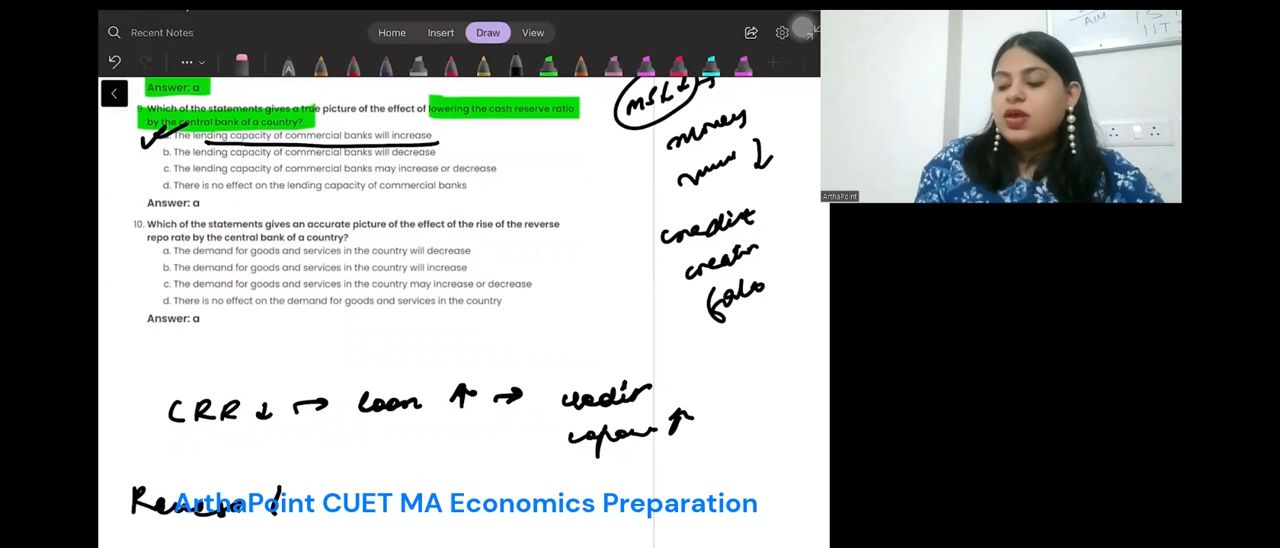 Recent Notes
Home Insert Draw View
AIM
IIT
Answer: a
9. Which of the statements gives a true picture of the effect of lowering the cash reserve ratio
by the central bank of a country?
The lending capacity of commercial banks will increase
b. The lending capacity of commercial banks will decrease
c. The lending capacity of commercial banks may increase or decrease
d. There is no effect on the lending capacity of commercial banks
Answer: a
10. Which of the statements gives an accurate picture of the effect of the rise of the reverse
repo rate by the central bank of a country?
a. The demand for goods and services in the country will decrease
b. The demand for goods and services in the country will increase
c. The demand for goods and services in the country may increase or decrease
d. There is no effect on the demand for goods and services in the country
Answer: a
money
credit
creation
falls
CRR ↓ → loan ↑ → credit
↑
ArthaPoint
ArthaPoint CUET MA Economics Preparation